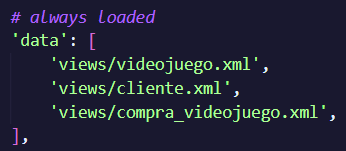 # always loaded
'data': [
    'views/videojuego.xml',
    'views/cliente.xml',
    'views/compra_videojuego.xml',
],